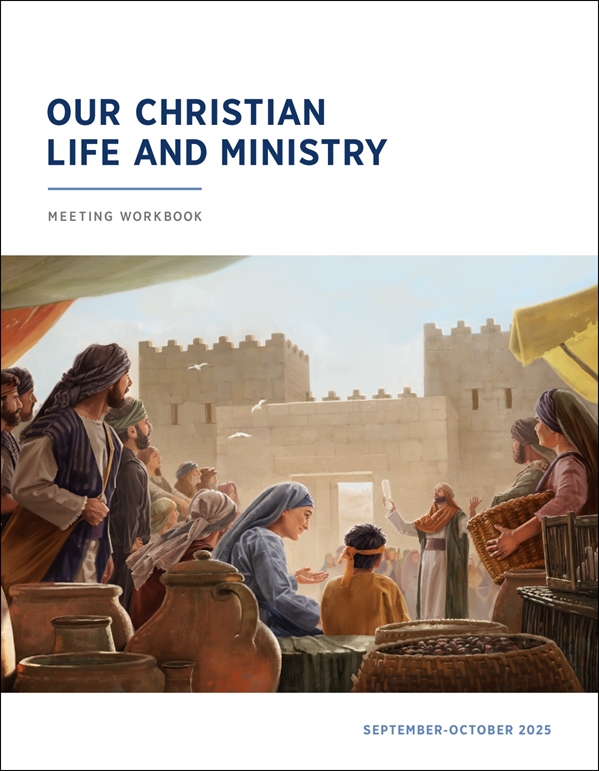 OUR CHRISTIAN
LIFE AND MINISTRY
MEETING WORKBOOK
SEPTEMBER-OCTOBER 2025